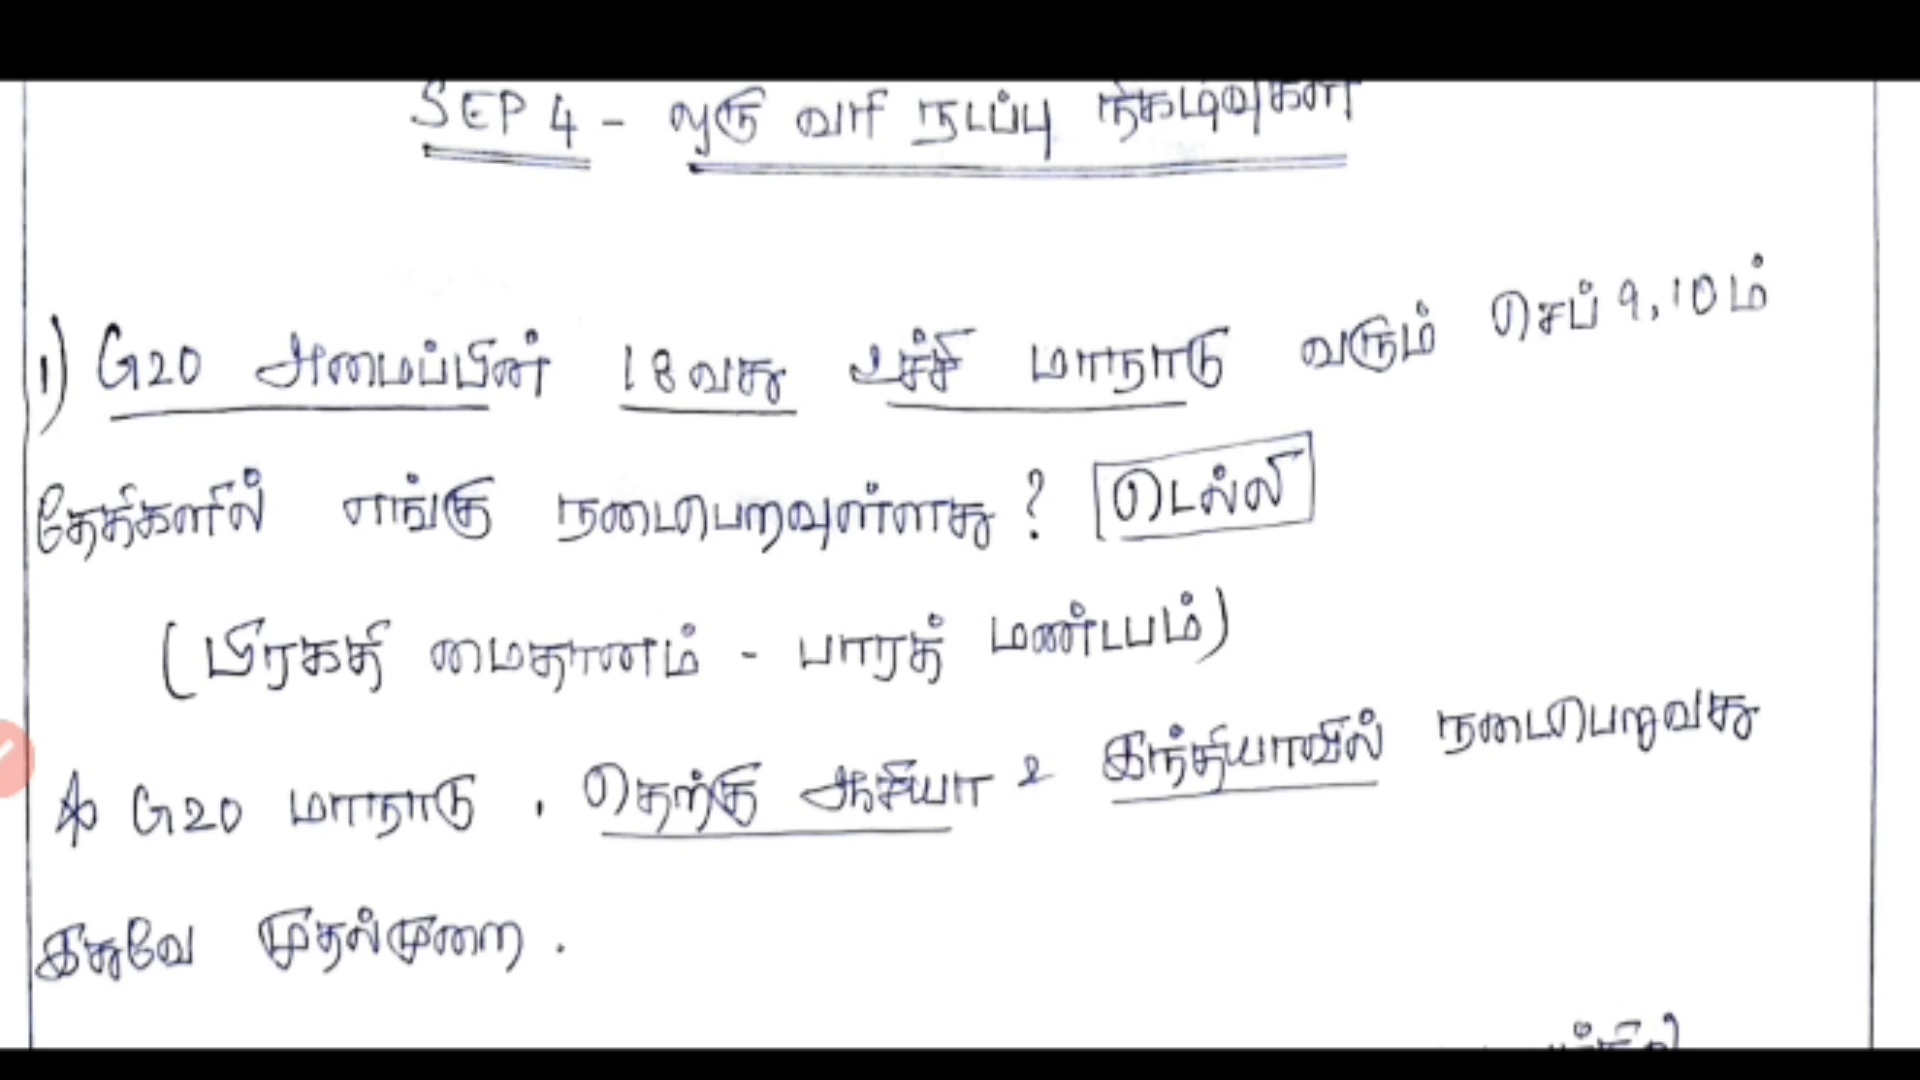 SEP 4 - ஒரு வரி நடப்பு நிகழ்வுகள்
1) G20 அமைப்பின் 18வது உச்சி மாநாடு வரும் செப் 9,10ம்
தேதிகளில் எங்கு நடைபெறவுள்ளது? டெல்லி
(பிரகதி மைதானம் - பாரத் மண்டபம்)
G20 மாநாடு, தெற்கு ஆசியா & இந்தியாவில் நடைபெறுவது
இதுவே முதல்முறை.